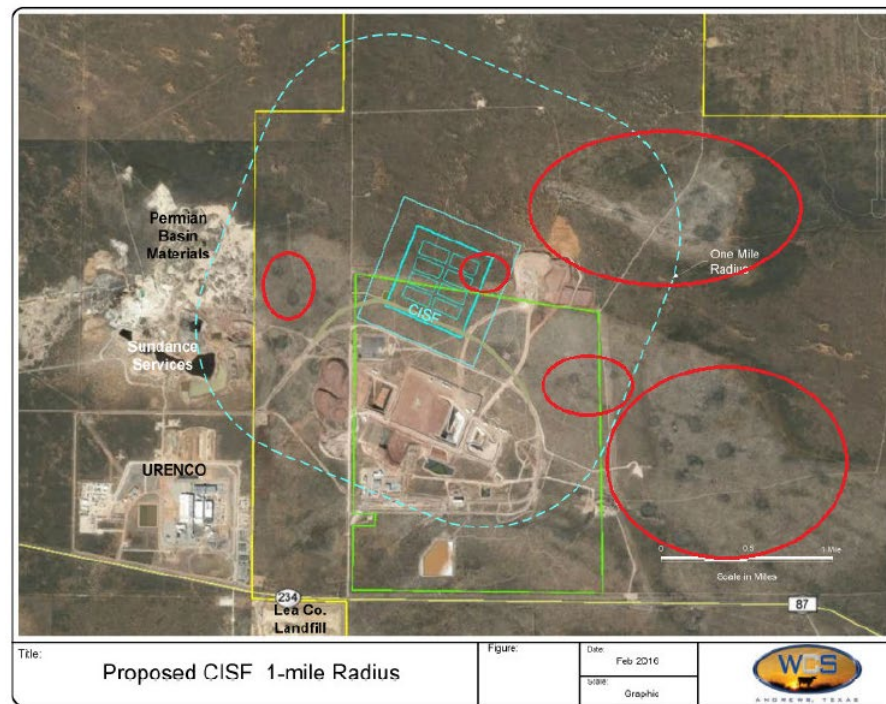 Permian
Basin
Materials
One Mile
Radius
CISF
Sundance
Services
URENCO
0 0.5 1 Mile
Scale in Miles
234
87
Lea Co.
Landfill
Title:
Proposed CISF 1-mile Radius
Figure:
Date:
Feb 2016
Scale:
Graphic
WCS
ANDREWS, TEXAS